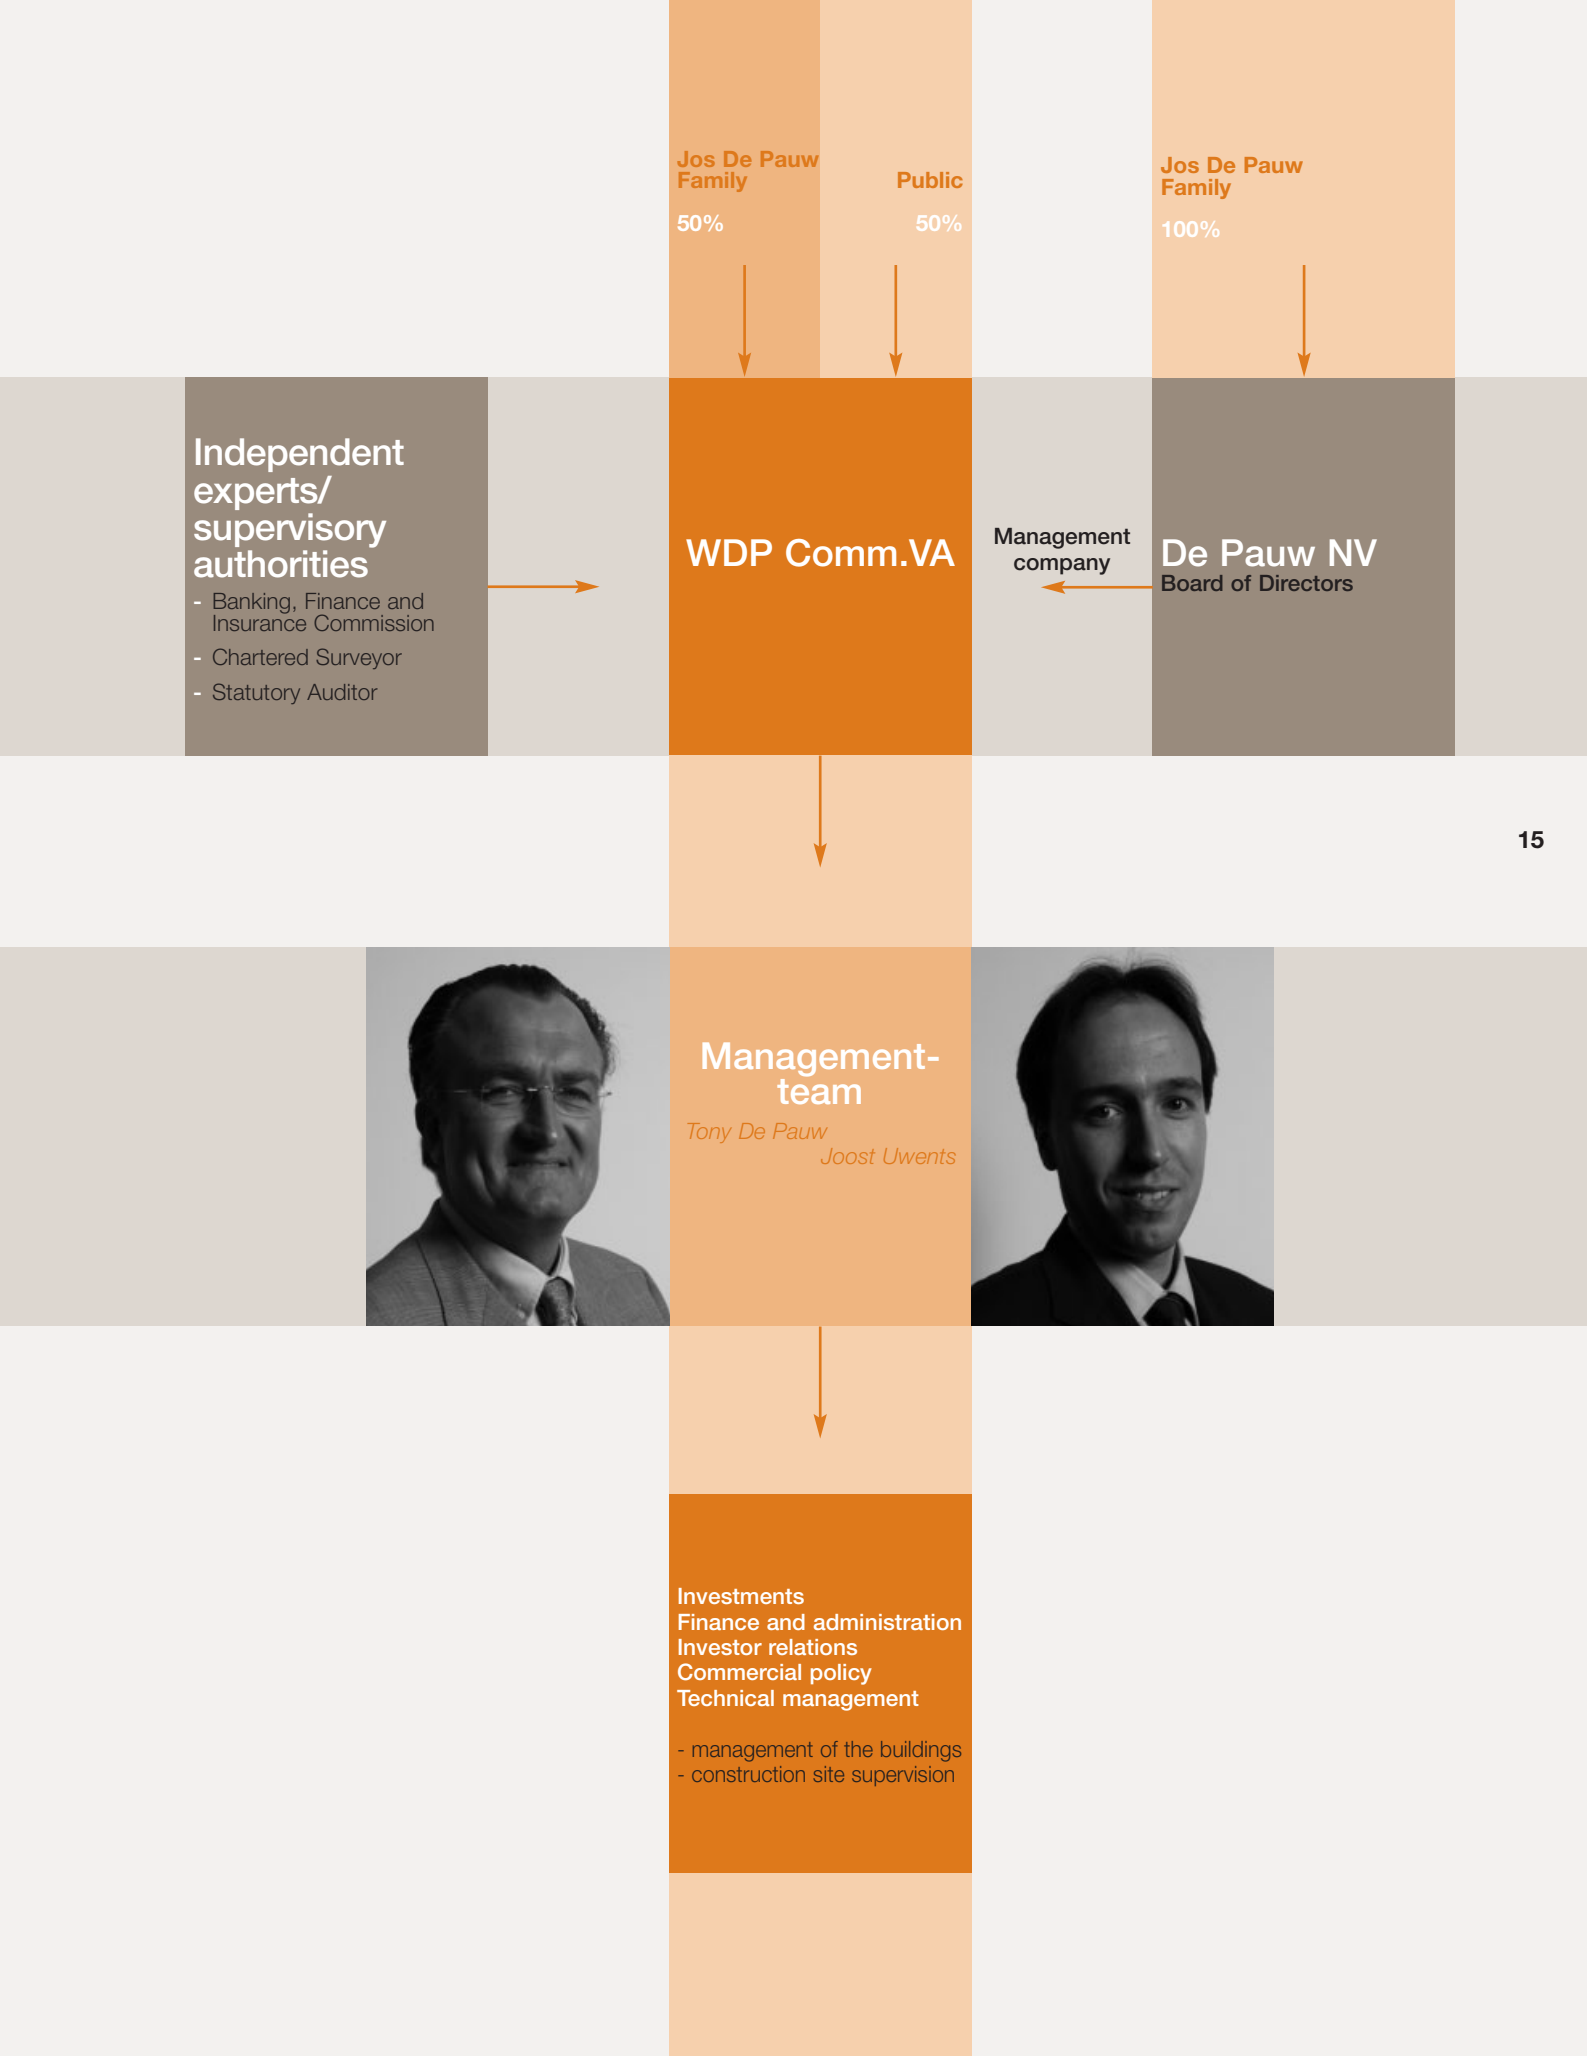 Jos De Pauw
Family
50%
Public
50%
Jos De Pauw
Family
100%
Independent
experts/
supervisory
authorities
- Banking, Finance and
Insurance Commission
- Chartered Surveyor
- Statutory Auditor
WDP Comm.VA
Management
company
De Pauw NV
Board of Directors
15
Management-
team
Tony De Pauw
Joost Uwents
Investments
Finance and administration
Investor relations
Commercial policy
Technical management
- management of the buildings
- construction site supervision